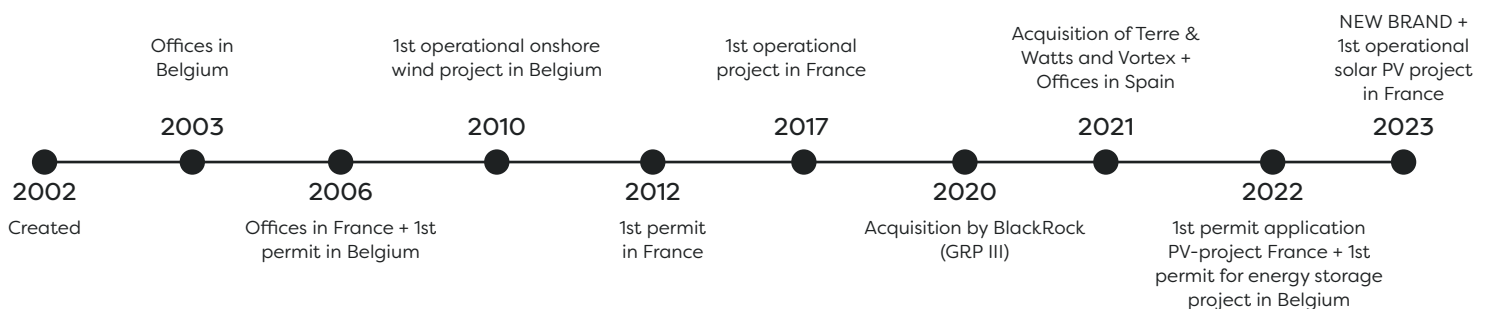 Offices in
Belgium
2003
1st operational onshore
wind project in Belgium
2010
1st operational
project in France
2017
Acquisition of Terre &
Watts and Vortex +
Offices in Spain
2021
NEW BRAND +
1st operational
solar PV project
in France
2023
2002
Created
2006
Offices in France + 1st
permit in Belgium
2012
1st permit
in France
2020
Acquisition by BlackRock
(GRP III)
2022
1st permit application
PV-project France + 1st
permit for energy storage
project in Belgium